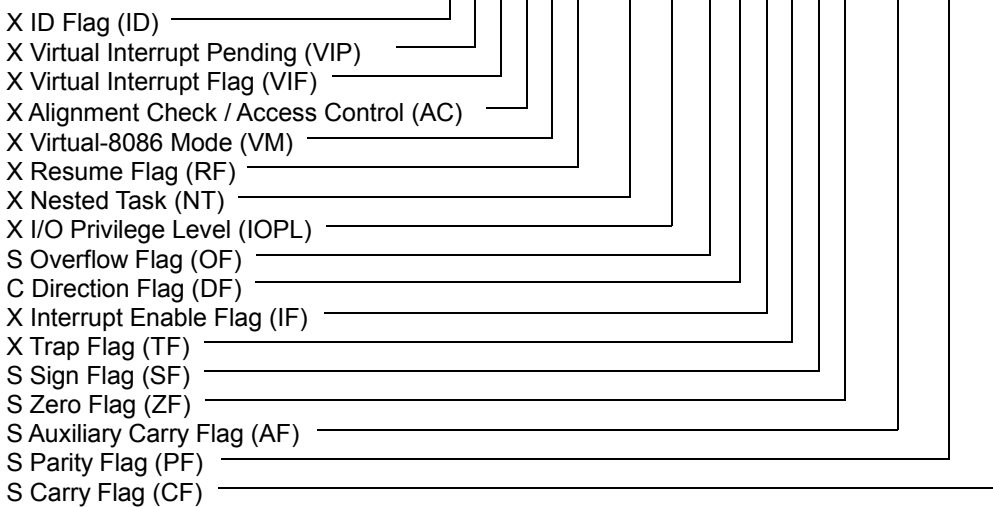 X ID Flag (ID)
X Virtual Interrupt Pending (VIP)
X Virtual Interrupt Flag (VIF)
X Alignment Check / Access Control (AC)
X Virtual-8086 Mode (VM)
X Resume Flag (RF)
X Nested Task (NT)
X I/O Privilege Level (IOPL)
S Overflow Flag (OF)
C Direction Flag (DF)
X Interrupt Enable Flag (IF)
X Trap Flag (TF)
S Sign Flag (SF)
S Zero Flag (ZF)
S Auxiliary Carry Flag (AF)
S Parity Flag (PF)
S Carry Flag (CF)